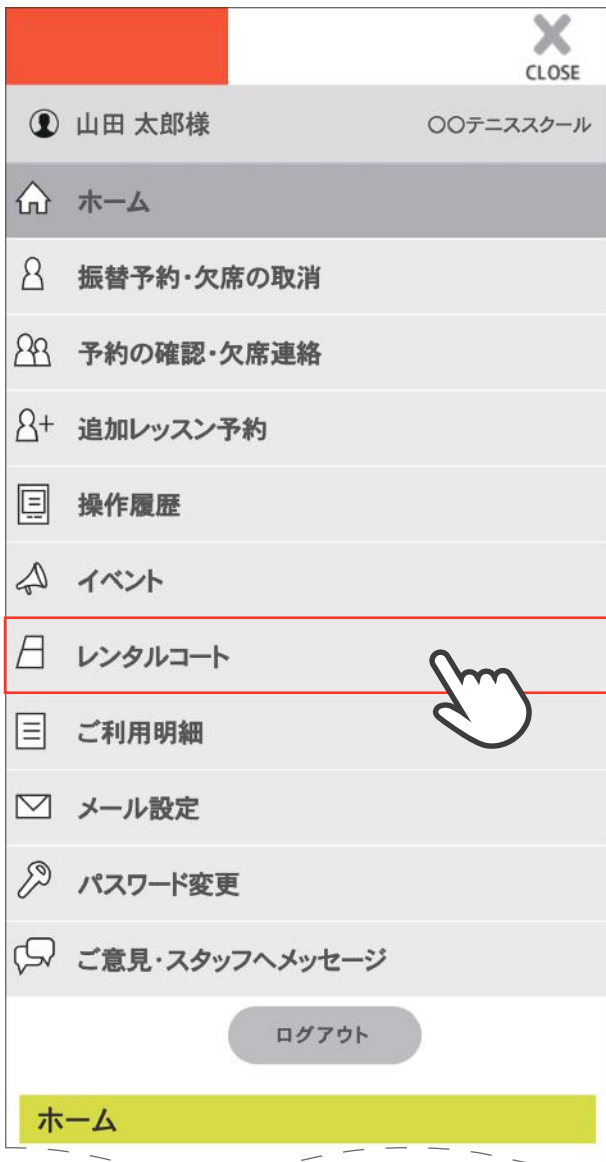 CLOSE
山田 太郎様 〇〇テニススクール
ホーム
振替予約・欠席の取消
予約の確認・欠席連絡
追加レッスン予約
操作履歴
イベント
レンタルコート
ご利用明細
メール設定
パスワード変更
ご意見・スタッフへメッセージ
ログアウト
ホーム